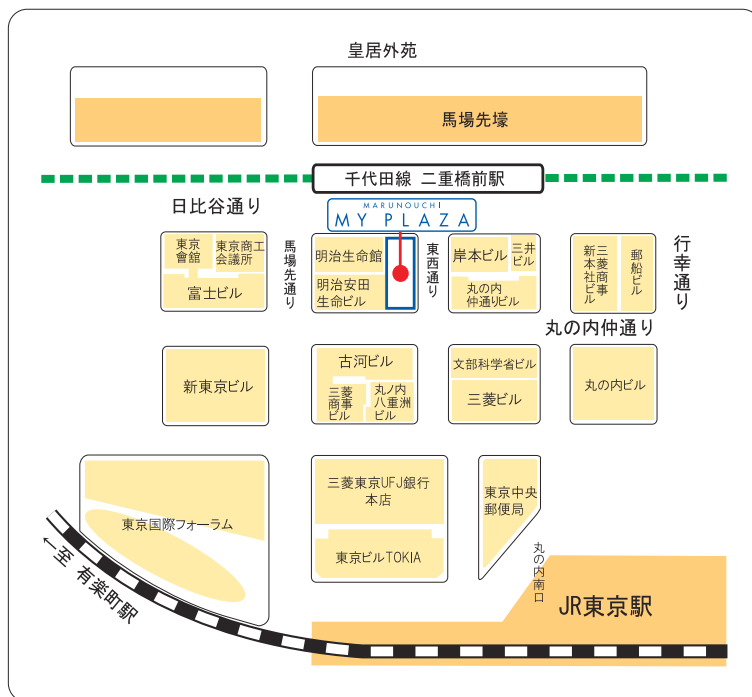 皇居外苑
馬場先壕
千代田線 二重橋前駅
日比谷通り
MARUNOUCHI
MY PLAZA
東京
會舘
東京商工
会議所
富士ビル
馬場先通り
明治生命館
明治安田
生命ビル
東西通り
岸本ビル
三井
ビル
丸の内
仲通りビル
三菱商事
新本社ビル
郵船ビル
行幸通り
丸の内仲通り
新東京ビル
古河ビル
三菱
商事
ビル
丸ノ内
八重洲
ビル
文部科学省ビル
三菱ビル
丸の内ビル
東京国際フォーラム
三菱東京UFJ銀行
本店
東京ビルTOKIA
東京中央
郵便局
丸の内南口
JR東京駅
←至 有楽町駅